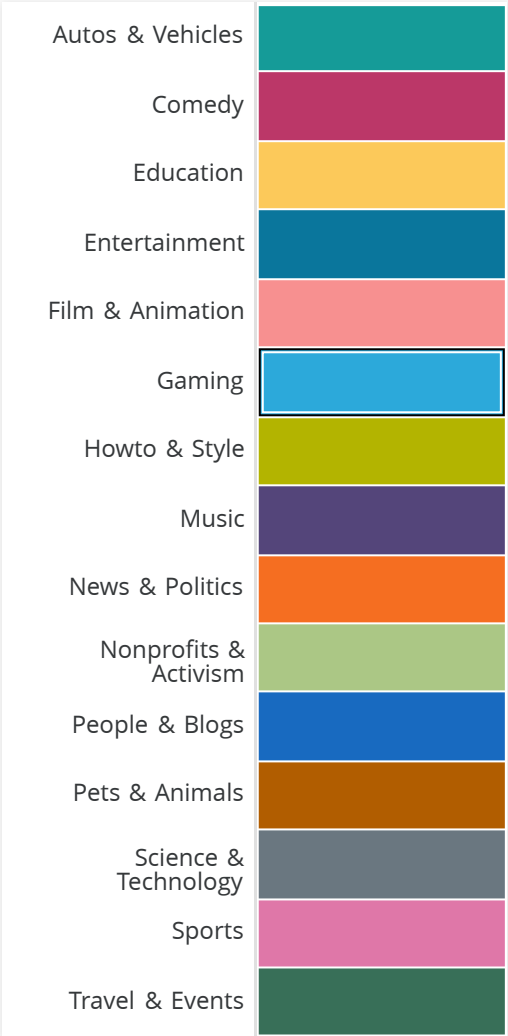 Autos & Vehicles
Comedy
Education
Entertainment
Film & Animation
Gaming
Howto & Style
Music
News & Politics
Nonprofits &
Activism
People & Blogs
Pets & Animals
Science &
Technology
Sports
Travel & Events